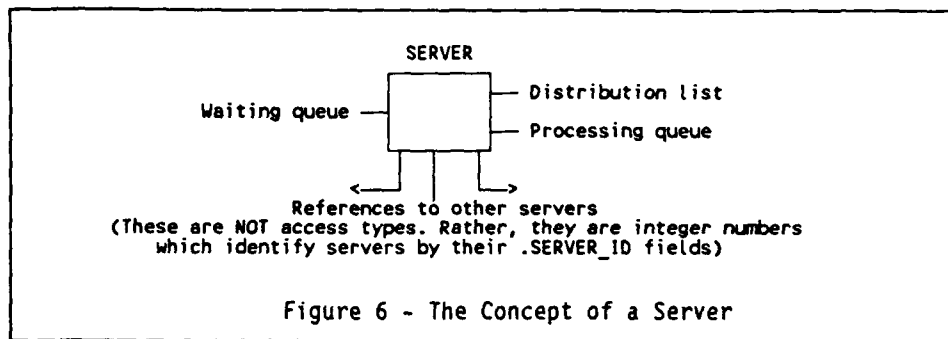 SERVER
Distribution list
Waiting queue
Processing queue
References to other servers
(These are NOT access types. Rather, they are integer numbers
which identify servers by their .SERVER_ID fields)
Figure 6 - The Concept of a Server